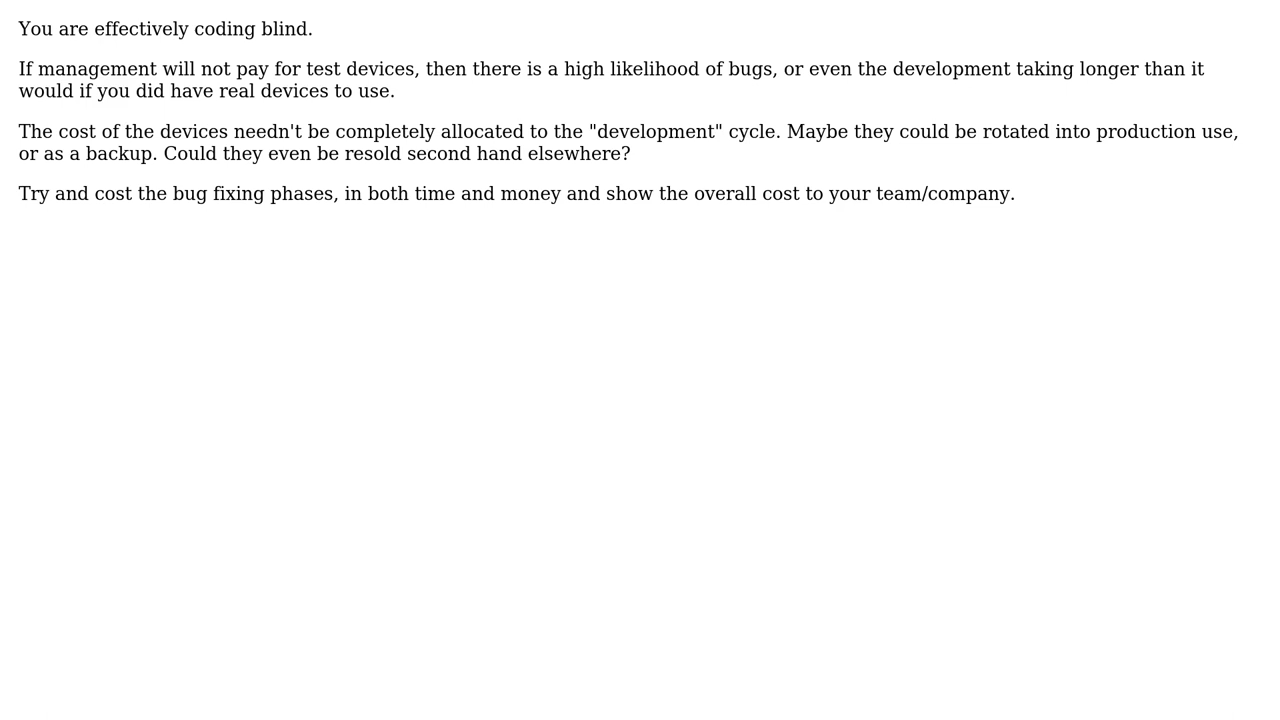 You are effectively coding blind.
If management will not pay for test devices, then there is a high likelihood of bugs, or even the development taking longer than it
would if you did have real devices to use.
The cost of the devices needn't be completely allocated to the "development" cycle. Maybe they could be rotated into production use,
or as a backup. Could they even be resold second hand elsewhere?
Try and cost the bug fixing phases, in both time and money and show the overall cost to your team/company.